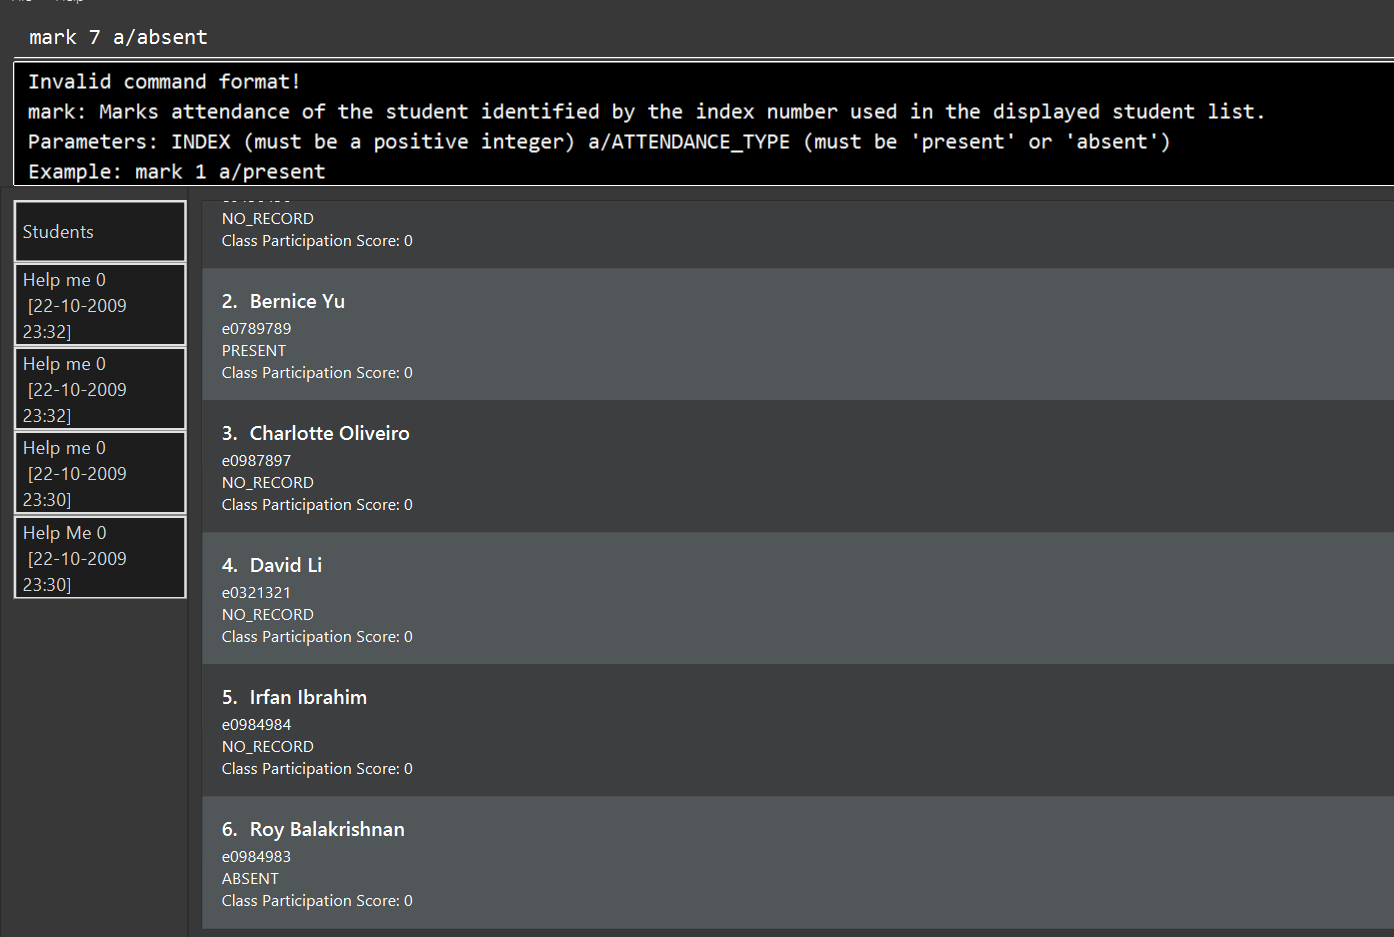 mark 7 a/absent
Invalid command format!
mark: Marks attendance of the student identified by the index number used in the displayed student list.
Parameters: INDEX (must be a positive integer) a/ATTENDANCE_TYPE (must be 'present' or 'absent')
Example: mark 1 a/present
Students
Help me 0
[22-10-2009
23:32]
Help me 0
[22-10-2009
23:32]
Help me 0
[22-10-2009
23:30]
Help Me 0
[22-10-2009
23:30]
NO_RECORD
Class Participation Score: 0
2. Bernice Yu
e0789789
PRESENT
Class Participation Score: 0
3. Charlotte Oliveiro
e0987897
NO_RECORD
Class Participation Score: 0
4. David Li
e0321321
NO_RECORD
Class Participation Score: 0
5. Irfan Ibrahim
e0984984
NO_RECORD
Class Participation Score: 0
6. Roy Balakrishnan
e0984983
ABSENT
Class Participation Score: 0